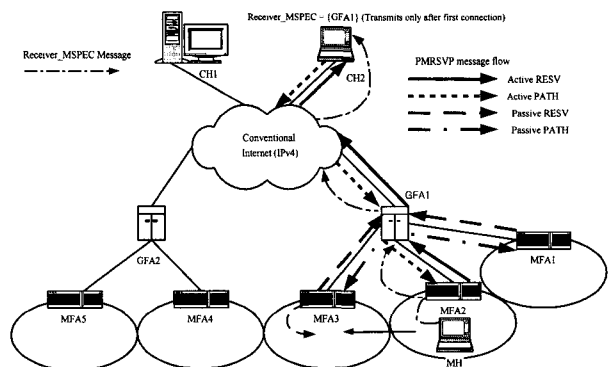 Receiver_MSPEC – {GFA1} (Transmits only after first connection)
Receiver_MSPEC Message
CH1
CH2
PMRSVP message flow
Active RESV
Active PATH
Passive RESV
Passive PATH
Conventional
Internet (IPv4)
GFA1
GFA2
MFA1
MFA5
MFA4
MFA3
MFA2
MH